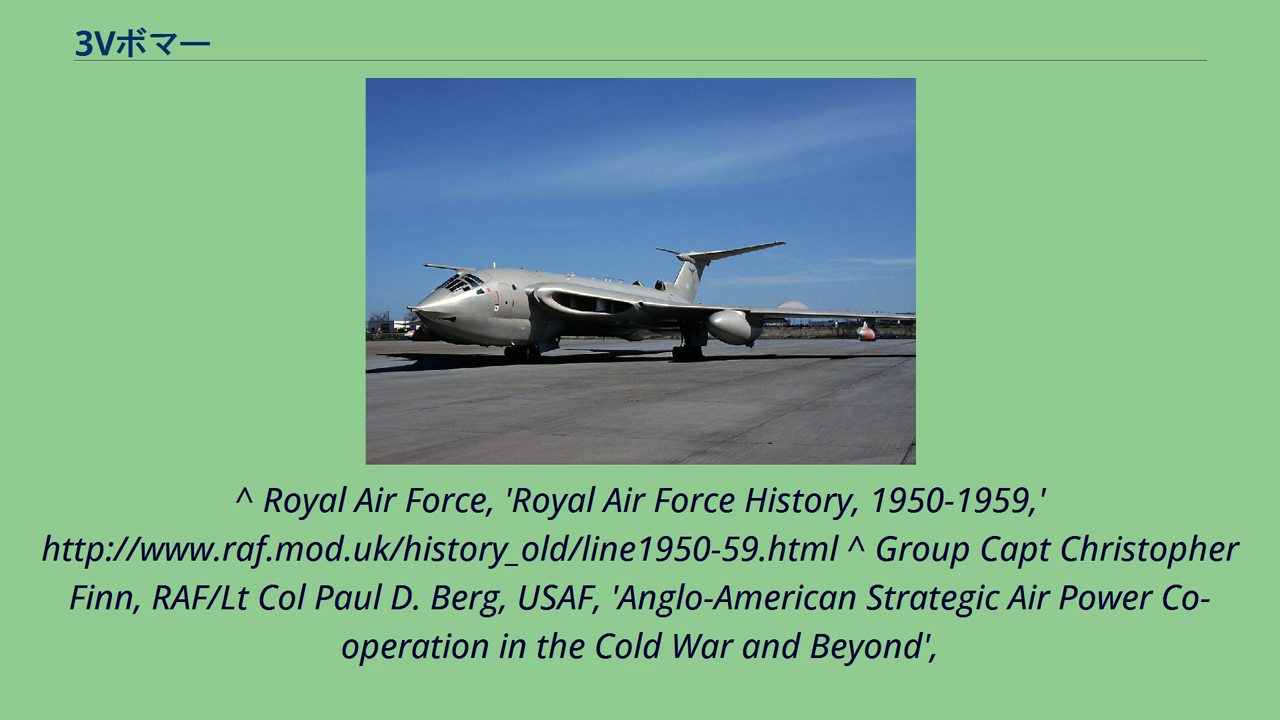 3Vボマー
^ Royal Air Force, 'Royal Air Force History, 1950-1959,'
http://www.raf.mod.uk/history_old/line1950-59.html ^ Group Capt Christopher
Finn, RAF/Lt Col Paul D. Berg, USAF, 'Anglo-American Strategic Air Power Co-
operation in the Cold War and Beyond',